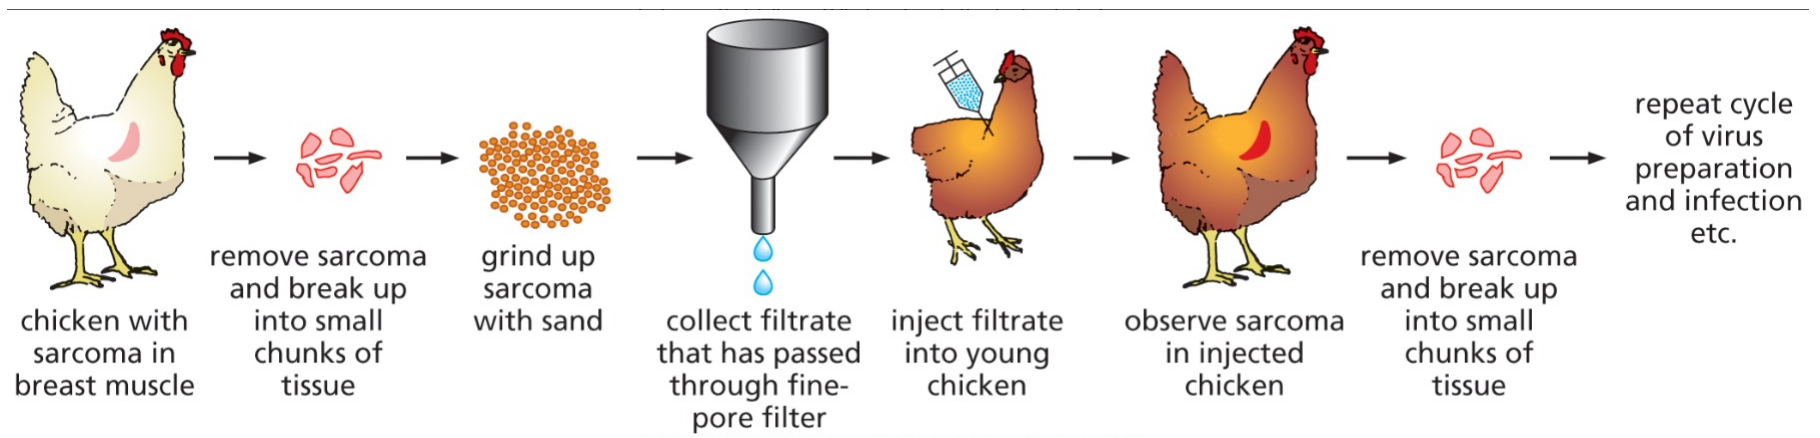 chicken with
sarcoma in
breast muscle
remove sarcoma
and break up
into small
chunks of
tissue
grind up
sarcoma
with sand
collect filtrate
that has passed
through fine-
pore filter
inject filtrate
into young
chicken
observe sarcoma
in injected
chicken
remove sarcoma
and break up
into small
chunks of
tissue
repeat cycle
of virus
preparation
and infection
etc.